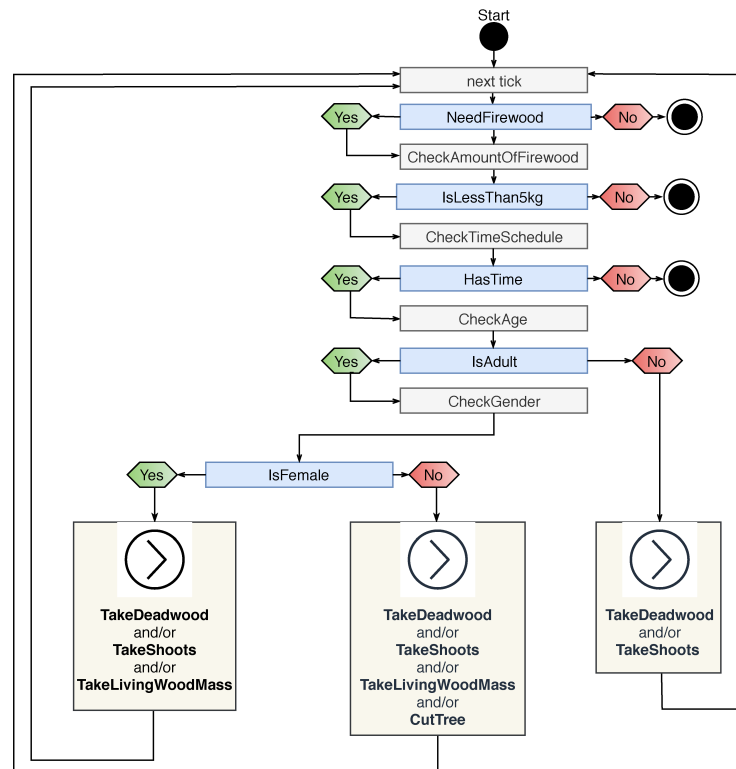 Start
next tick
Yes
NeedFirewood
No
CheckAmountOfFirewood
Yes
IsLessThan5kg
No
CheckTimeSchedule
Yes
HasTime
No
CheckAge
Yes
IsAdult
No
CheckGender
Yes
IsFemale
No
TakeDeadwood
and/or
TakeShoots
and/or
TakeLivingWoodMass
TakeDeadwood
and/or
TakeShoots
and/or
TakeLivingWoodMass
and/or
CutTree
TakeDeadwood
and/or
TakeShoots